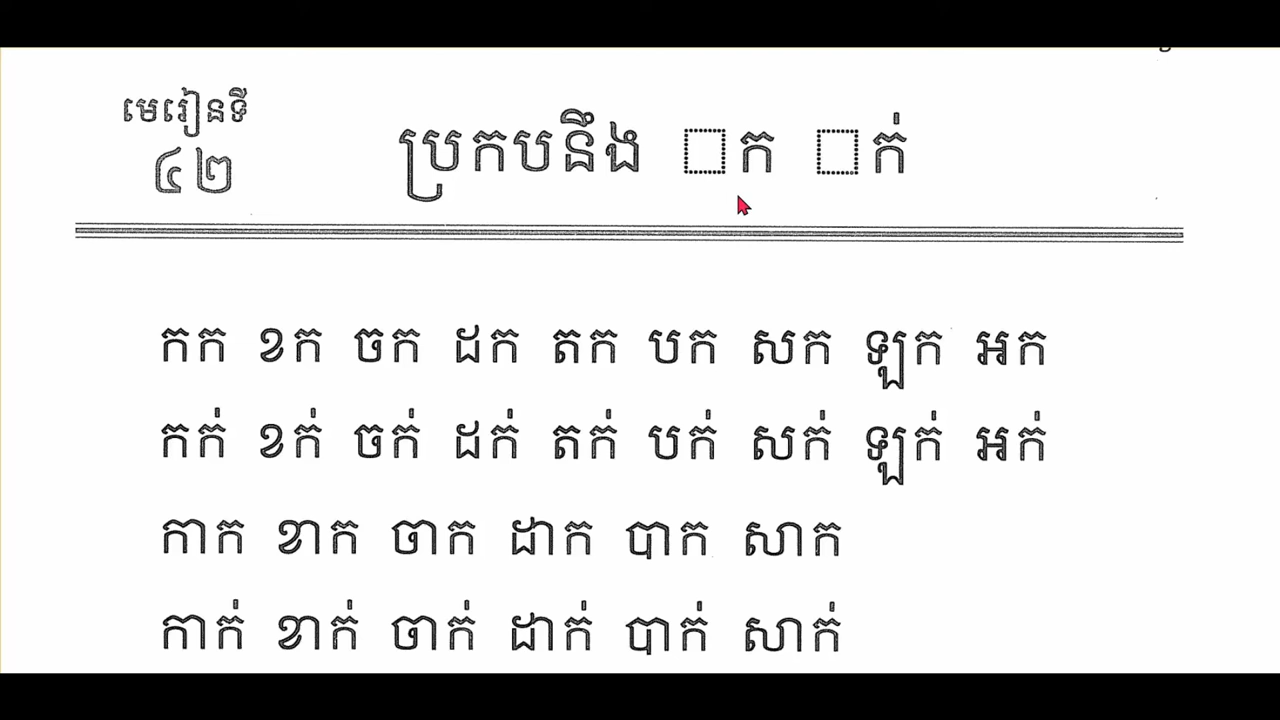 មេរៀនទី
៤២
ប្រកបនឹង ក ក់
កក ខក ចក ដក តក បក សក ឡក អក
កក់ ខក់ ចក់ ដក់ តក់ បក់ សក់ ឡក់ អក់
កាក ខាក ចាក ដាក បាក សាក
កាក់ ខាក់ ចាក់ ដាក់ បាក់ សាក់